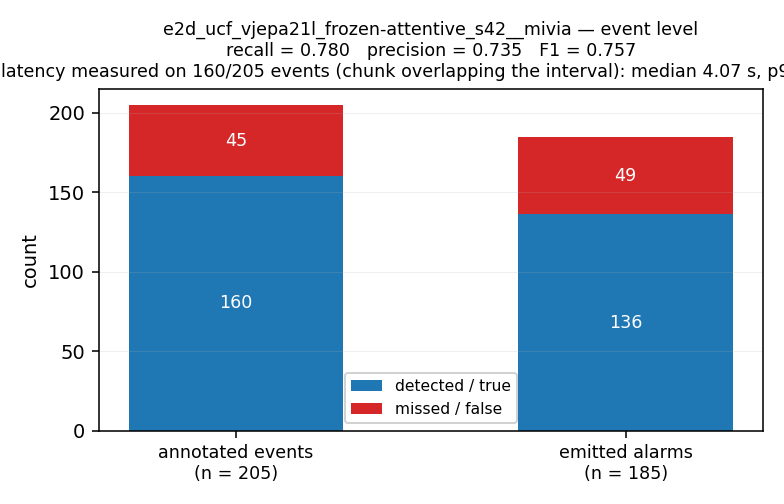 e2d_ucf_vjepa21l_frozen-attentive_s42__mivia — event level
recall = 0.780   precision = 0.735   F1 = 0.757
latency measured on 160/205 events (chunk overlapping the interval): median 4.07 s,
200
150
100
50
0
count
45
160
49
136
detected / true
missed / false
annotated events
(n = 205)
emitted alarms
(n = 185)